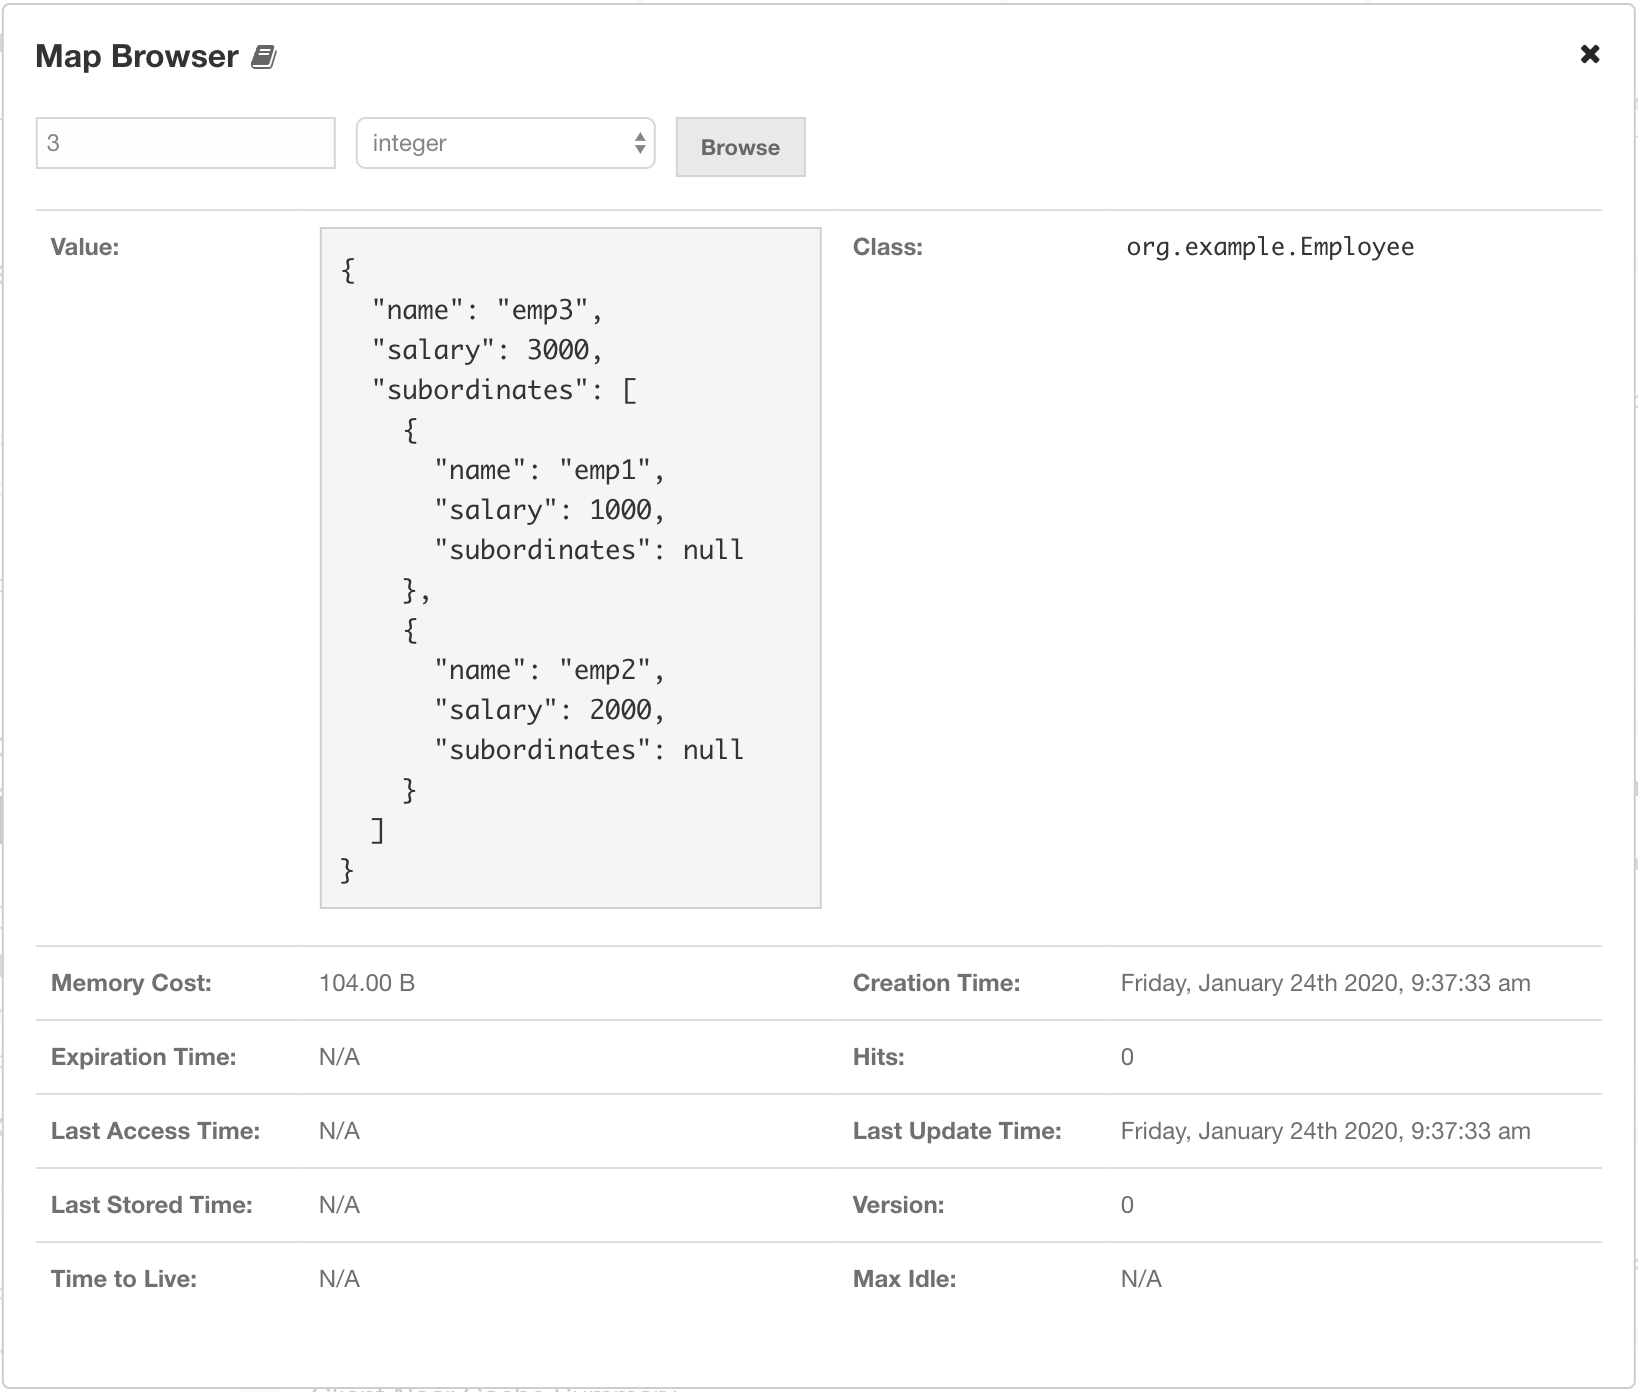 Map Browser
3 integer Browse
Value: Class: org.example.Employee
{
  "name": "emp3",
  "salary": 3000,
  "subordinates": [
    {
      "name": "emp1",
      "salary": 1000,
      "subordinates": null
    },
    {
      "name": "emp2",
      "salary": 2000,
      "subordinates": null
    }
  ]
}
Memory Cost: 104.00 B Creation Time: Friday, January 24th 2020, 9:37:33 am
Expiration Time: N/A Hits: 0
Last Access Time: N/A Last Update Time: Friday, January 24th 2020, 9:37:33 am
Last Stored Time: N/A Version: 0
Time to Live: N/A Max Idle: N/A